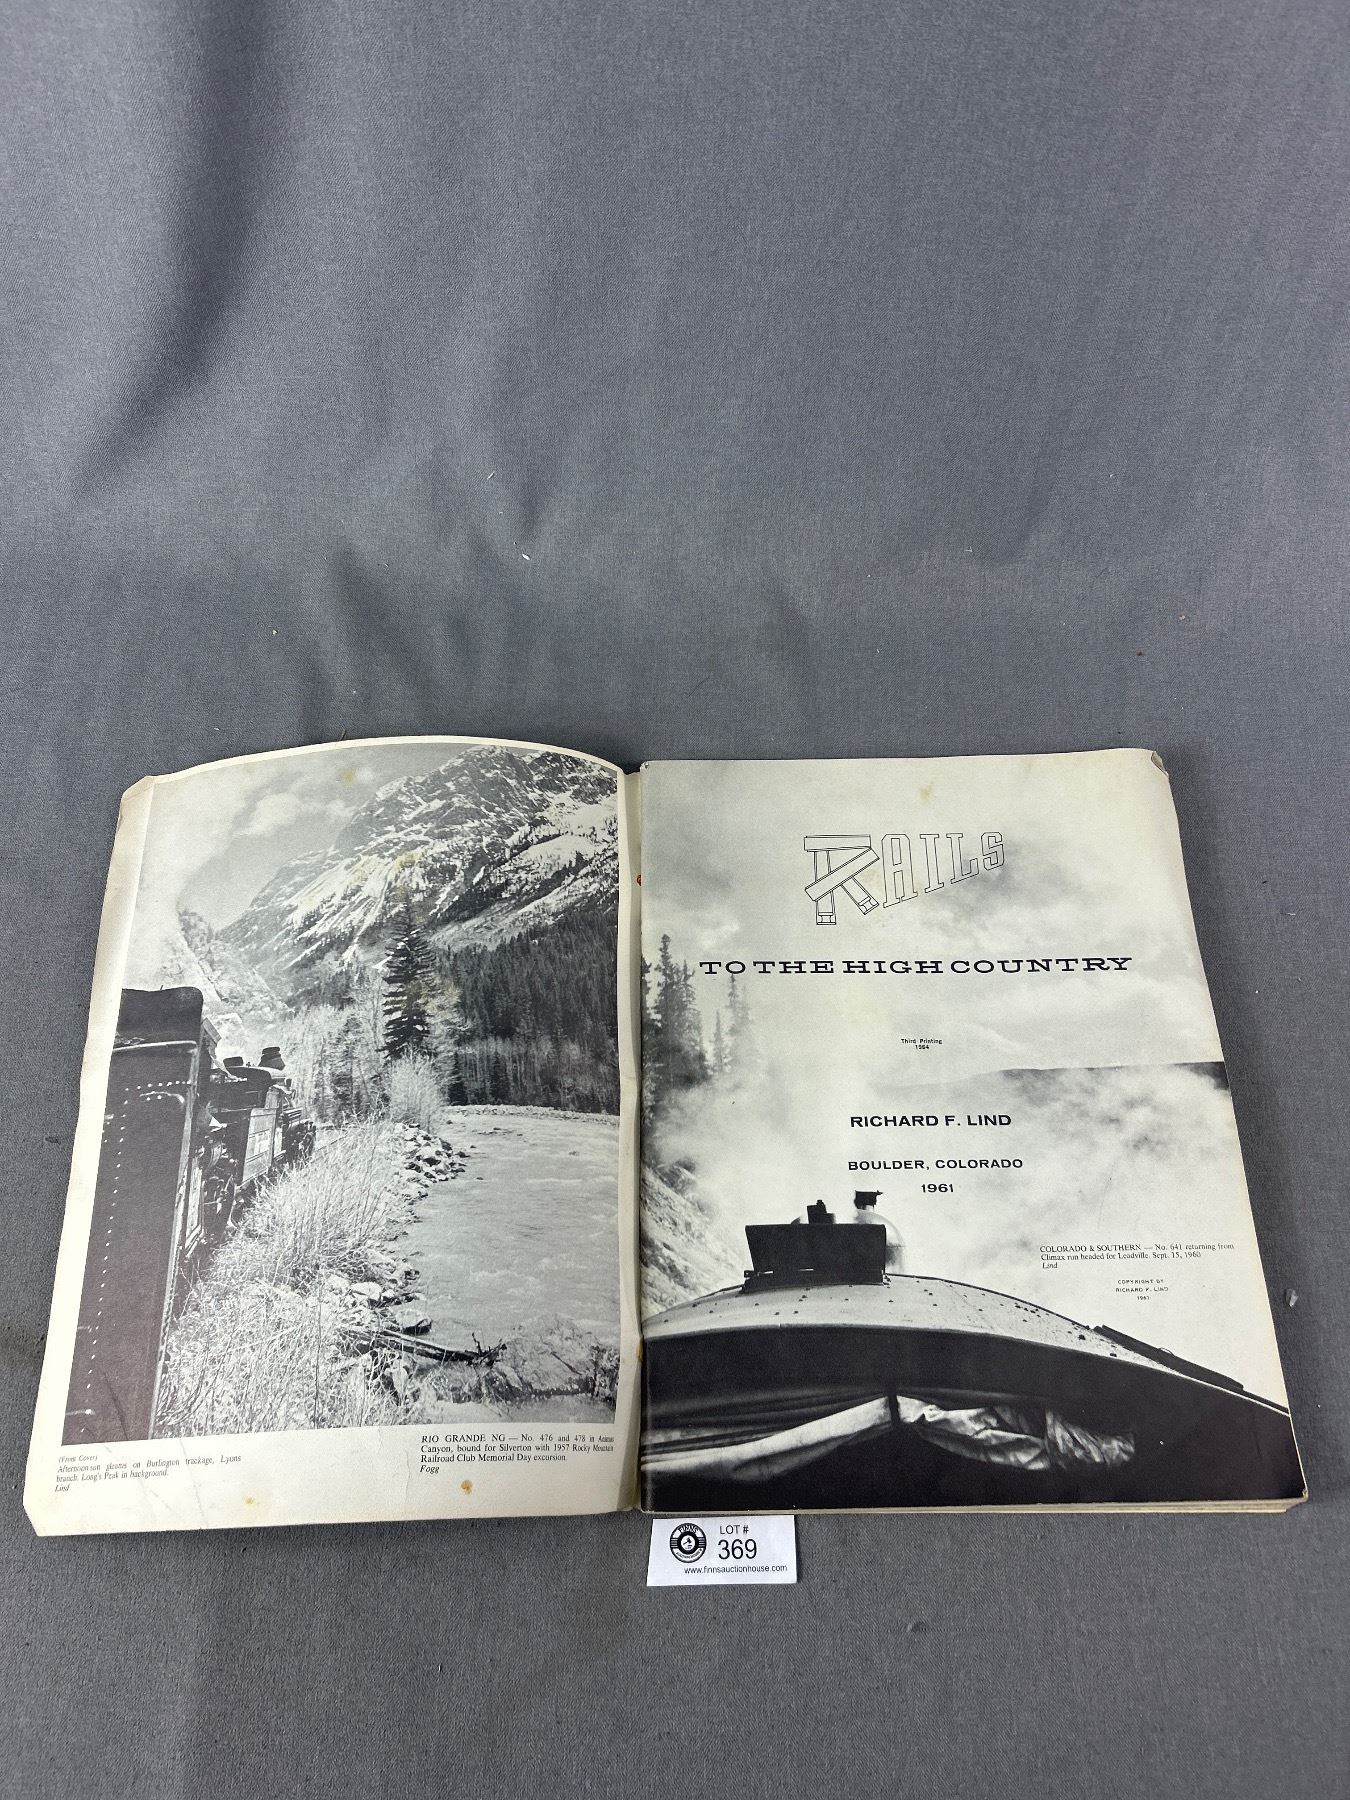 (Front Cover)
Afternoon sun gleams on Burlington trackage, Lyons
branch. Long's Peak in background.
Lind
RIO GRANDE NG — No. 476 and 478 in Animas
Canyon, bound for Silverton with 1957 Rocky Mountain
Railroad Club Memorial Day excursion.
Fogg
RAILS
TO THE HIGH COUNTRY
Third Printing
1964
RICHARD F. LIND
BOULDER, COLORADO
1961
COLORADO & SOUTHERN — No. 641 returning from
Climax run headed for Leadville. Sept. 15, 1960
Lind
COPYRIGHT BY
RICHARD F. LIND
1961
FINNS
LOT #
369
www.finnsauctionhouse.com